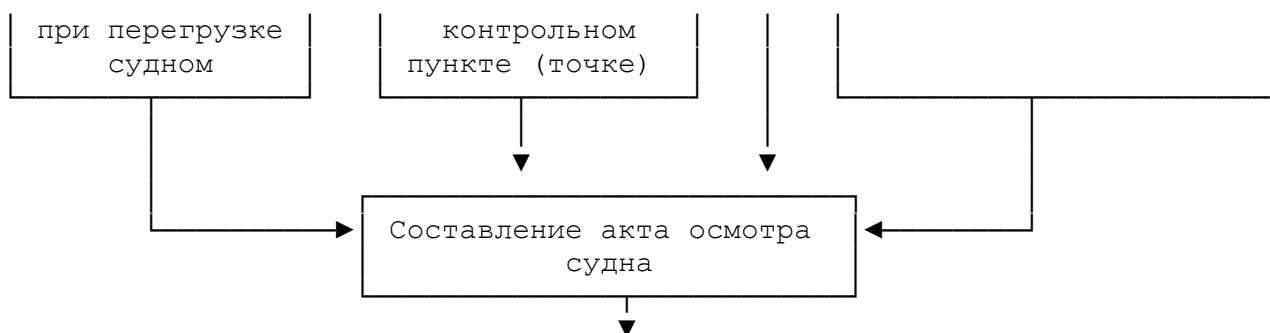 при перегрузке
судном
контрольном
пункте (точке)
Составление акта осмотра
судна